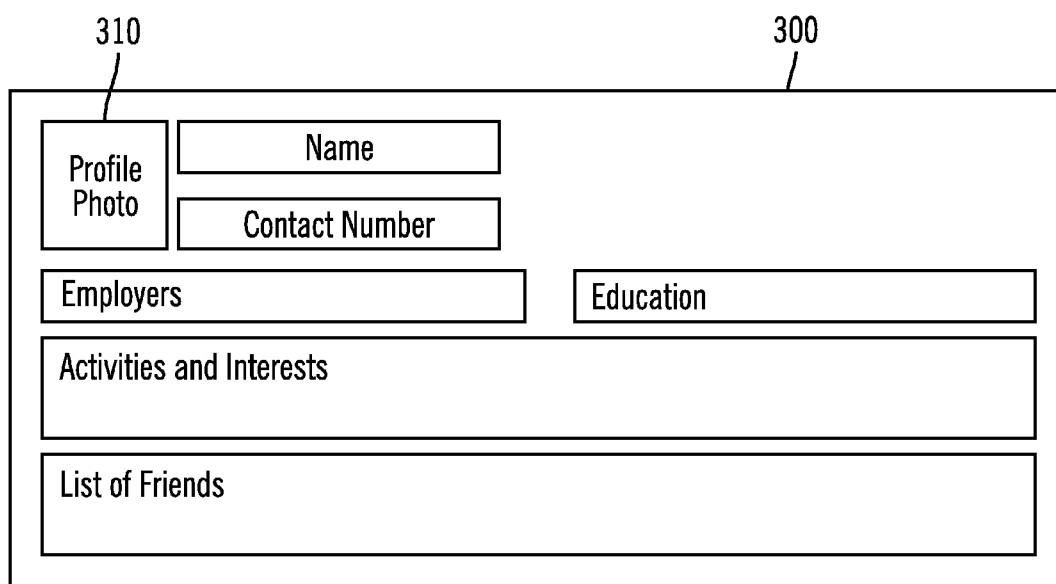 310
300
Profile
Photo
Name
Contact Number
Employers
Education
Activities and Interests
List of Friends